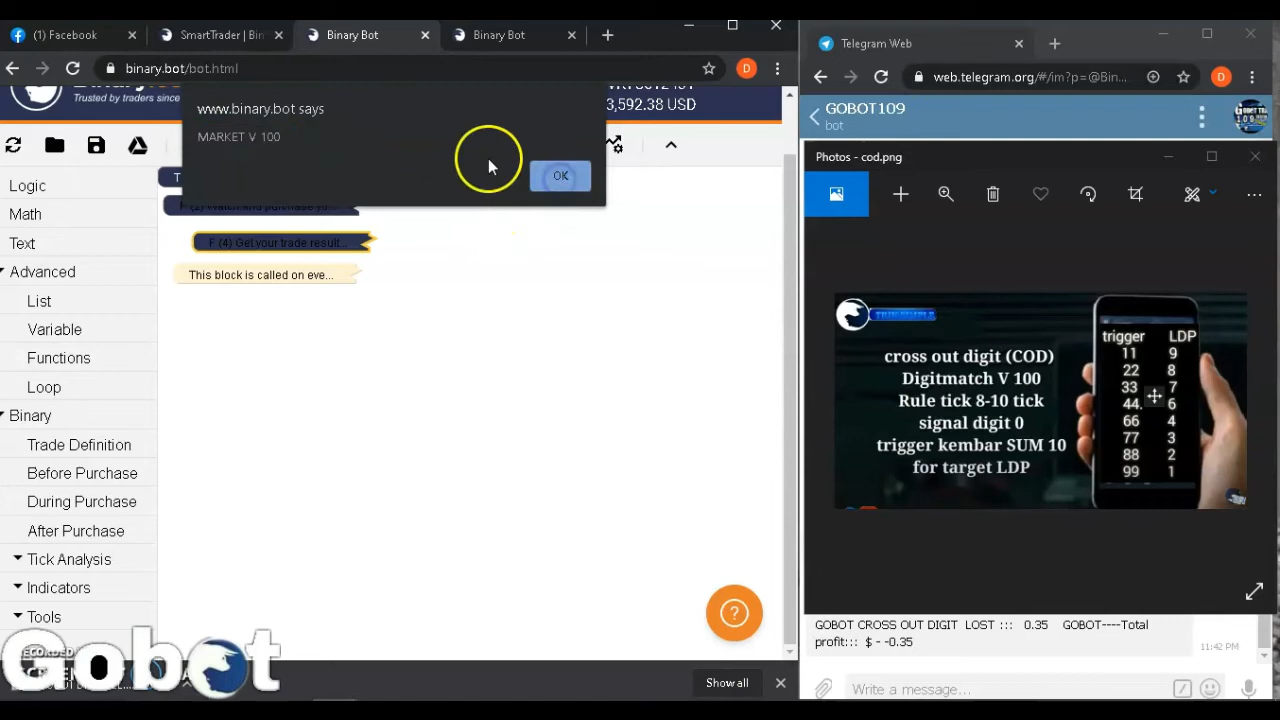 (1) Facebook
SmartTrader | Bin
Binary Bot
Binary Bot
binary.bot/bot.html
D
Trusted by traders since
3,592.38 USD
www.binary.bot says
MARKET V 100
OK
Logic
Math
Text
Advanced
List
Variable
Functions
Loop
Binary
Trade Definition
Before Purchase
During Purchase
After Purchase
Tick Analysis
Indicators
Tools
F (4) Get your trade result...
This block is called on eve...
Gobot
Show all
Telegram Web
web.telegram.org/#/im?p=@Bin...
D
GOBOT109
bot
Photos - cod.png
cross out digit (COD)
Digitmatch V 100
Rule tick 8-10 tick
signal digit 0
trigger kembar SUM 10
for target LDP
trigger LDP
11 9
22 8
33 7
44. 6
66 4
77 3
88 2
99 1
GOBOT CROSS OUT DIGIT LOST ::: 0.35 GOBOT----Total
profit::: $ - -0.35
11:42 PM
Write a message...